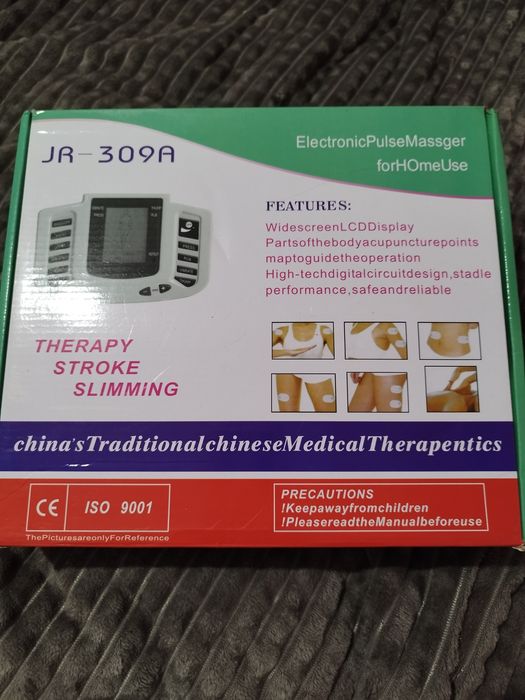 JR-309A
ElectronicPulseMassger
forHOmeUse
FEATURES:
WidescreenLCDDisplay
Partsofthebodyacupuncturepoints
maptoguidetheoperation
High-techdigitalcircuitdesign,stadle
performance,safeandreliable
THERAPY
STROKE
SLIMMING
china'sTraditionalchineseMedicalTherapentics
CE
ISO 9001
PRECAUTIONS
!Keepawayfromchildren
!PleasereadtheManualbeforeuse
ThePicturesareonlyForReference